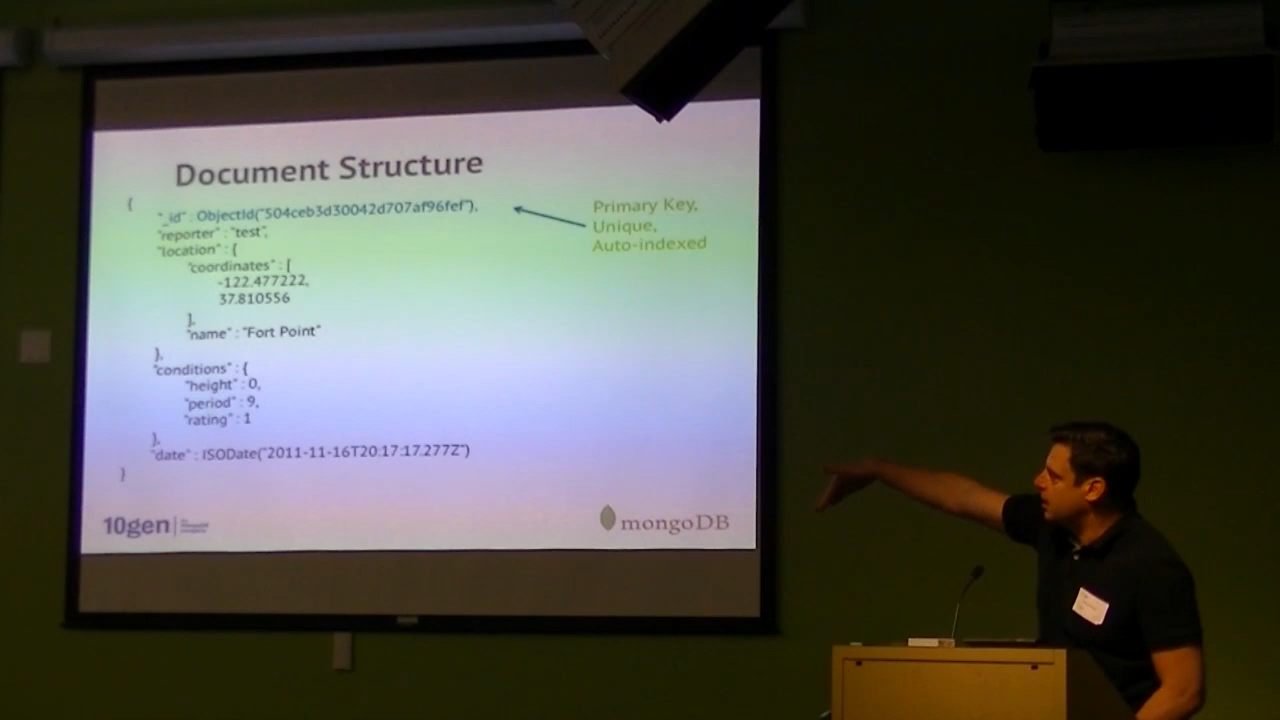 Document Structure
{
"_id" : ObjectId("504ceb3d30042d707af96fef"),
"reporter" : "test",
"location" : {
"coordinates" : [
-122.477222,
37.810556
],
"name" : "Fort Point"
},
"conditions" : {
"height" : 0,
"period" : 9,
"rating" : 1
},
"date" : ISODate("2011-11-16T20:17:17.277Z")
}
Primary Key,
Unique,
Auto-indexed
10gen
mongoDB